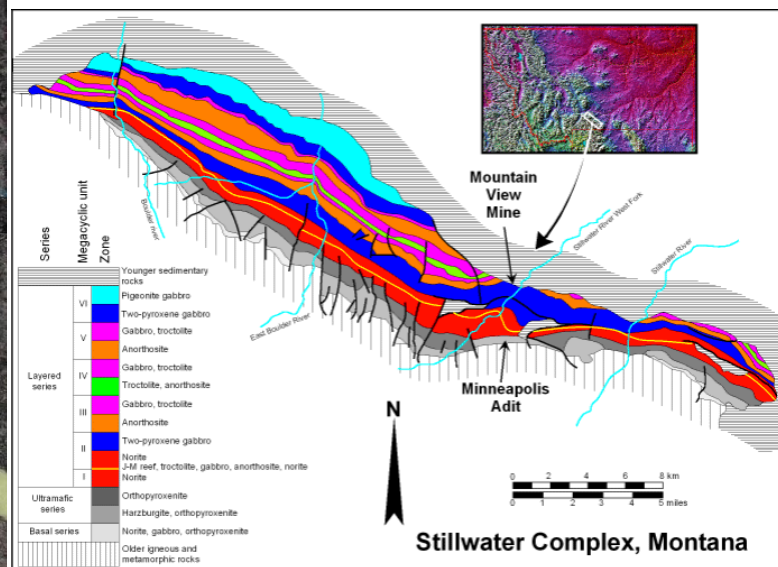 Mountain
View
Mine
Stillwater River West Fork
Stillwater River
Boulder river
East Boulder River
Minneapolis
Adit
Series
Megacyclic unit
Zone
Younger sedimentary
rocks
VI
Pigeonite gabbro
Two-pyroxene gabbro
V
Gabbro, troctolite
Anorthosite
Layered
series
IV
Gabbro, troctolite
Troctolite, anorthosite
III
Gabbro, troctolite
Anorthosite
II
Two-pyroxene gabbro
Norite
J-M reef, troctolite, gabbro, anorthosite, norite
I
Norite
Ultramafic
series
Orthopyroxenite
Harzburgite, orthopyroxenite
Basal series
Norite, gabbro, orthopyroxenite
Older igneous and
metamorphic rocks
N
0 2 4 6 8 km
0 1 2 3 4 5 miles
Stillwater Complex, Montana